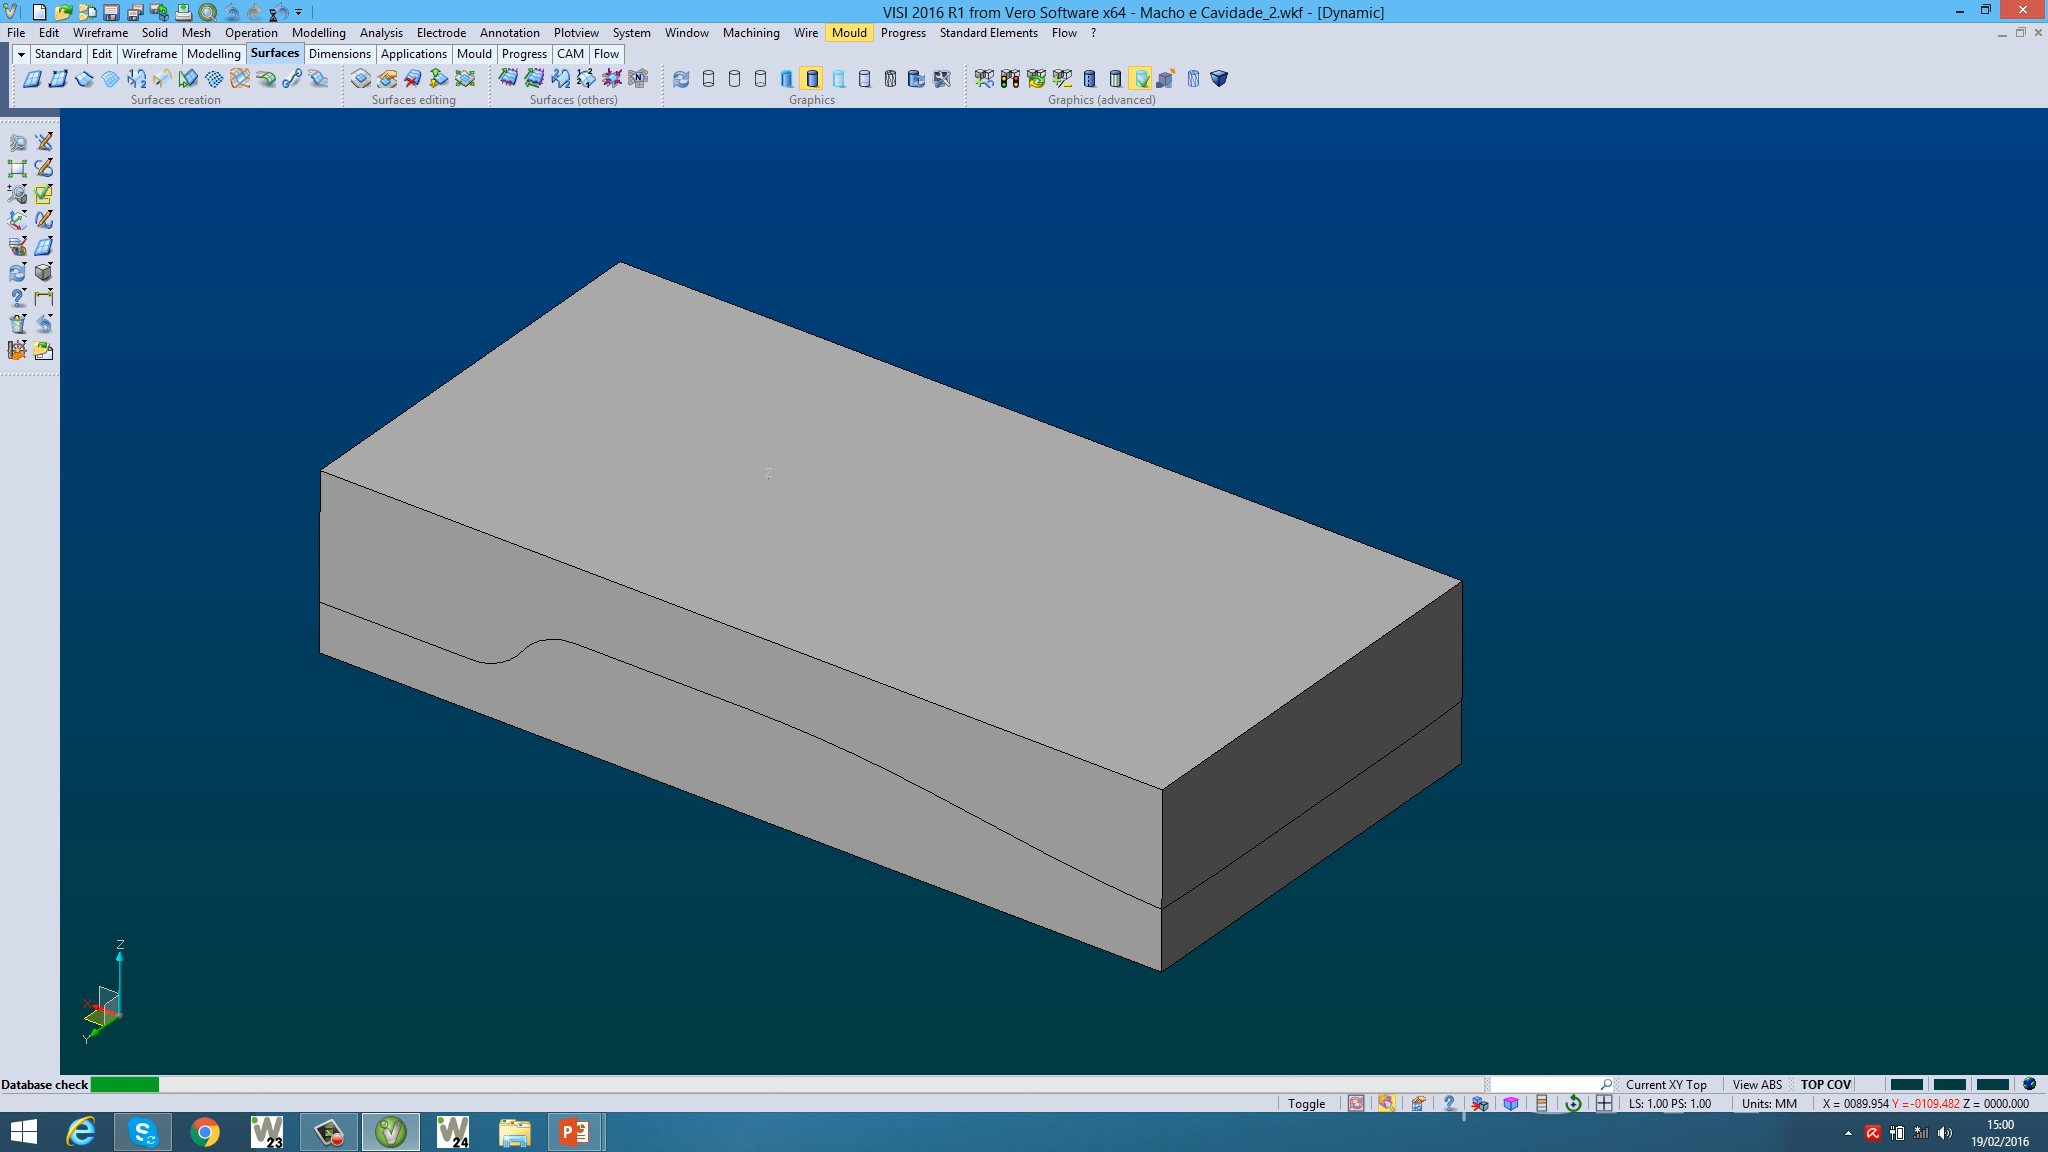 VISI 2016 R1 from Vero Software x64 - Macho e Cavidade_2.wkf - [Dynamic]
File Edit Wireframe Solid Mesh Operation Modelling Analysis Electrode Annotation Plotview System Window Machining Wire Mould Progress Standard Elements Flow ?
Standard Edit Wireframe Modelling Surfaces Dimensions Applications Mould Progress CAM Flow
Surfaces creation Surfaces editing Surfaces (others) Graphics Graphics (advanced)
Z
Z
X
Y
Database check Current XY Top View ABS TOP COV
Toggle LS: 1.00 PS: 1.00 Units: MM X = 0089.954 Y =-0109.482 Z = 0000.000
23 24
15:00
19/02/2016